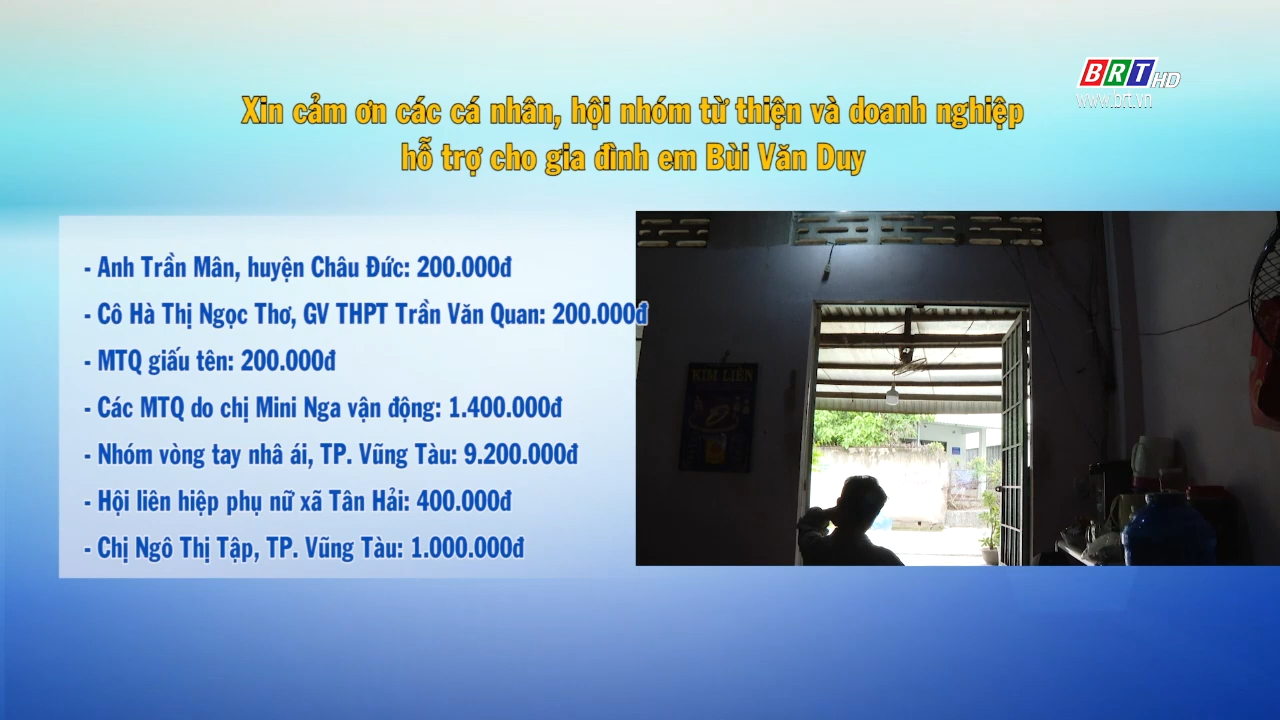 BRT HD
www.brt.vn
Xin cảm ơn các cá nhân, hội nhóm từ thiện và doanh nghiệp
hỗ trợ cho gia đình em Bùi Văn Duy
- Anh Trần Mân, huyện Châu Đức: 200.000đ
- Cô Hà Thị Ngọc Thơ, GV THPT Trần Văn Quan: 200.000đ
- MTQ giấu tên: 200.000đ
- Các MTQ do chị Mini Nga vận động: 1.400.000đ
- Nhóm vòng tay nhâ ái, TP. Vũng Tàu: 9.200.000đ
- Hội liên hiệp phụ nữ xã Tân Hải: 400.000đ
- Chị Ngô Thị Tập, TP. Vũng Tàu: 1.000.000đ
KIM LIÊN